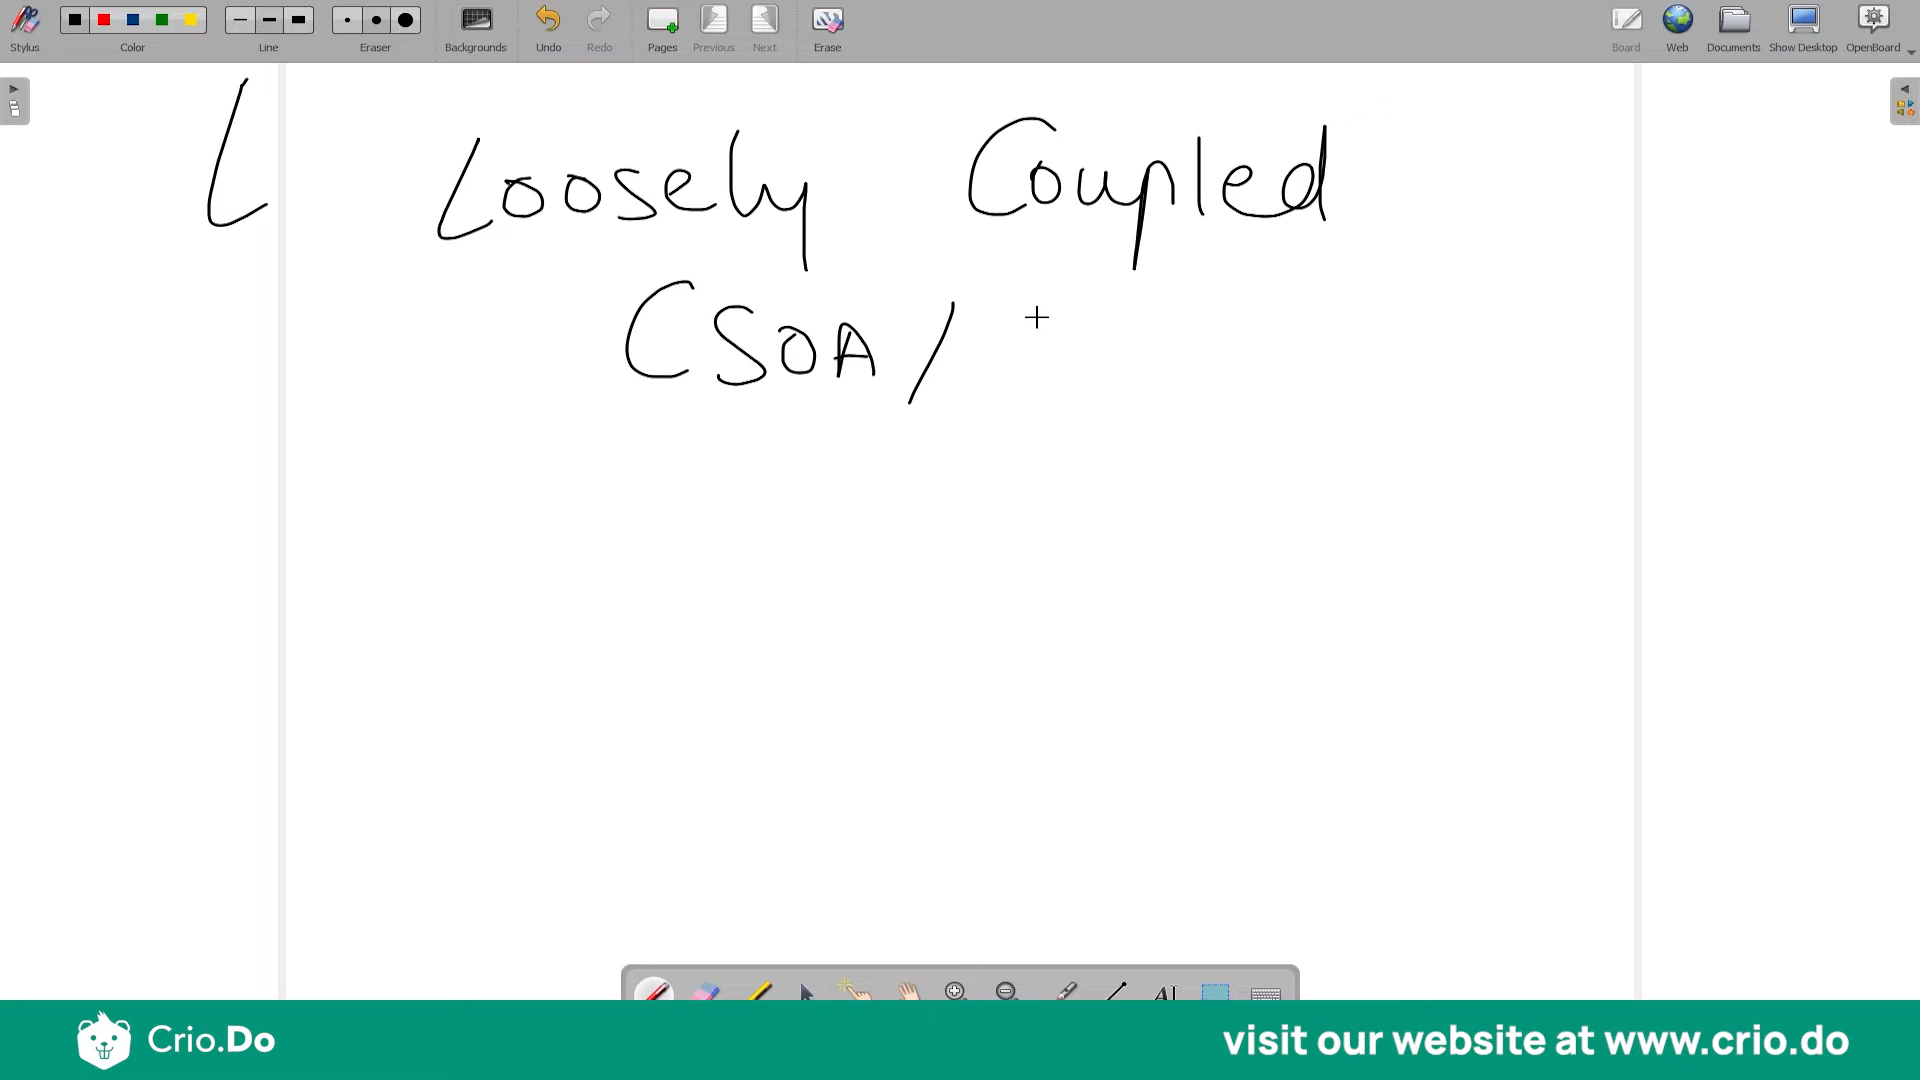 Stylus Color Line Eraser Backgrounds Undo Redo Pages Previous Next Erase Board Web Documents Show Desktop OpenBoard
L Loosely Coupled
(SOA/
Crio.Do visit our website at www.crio.do